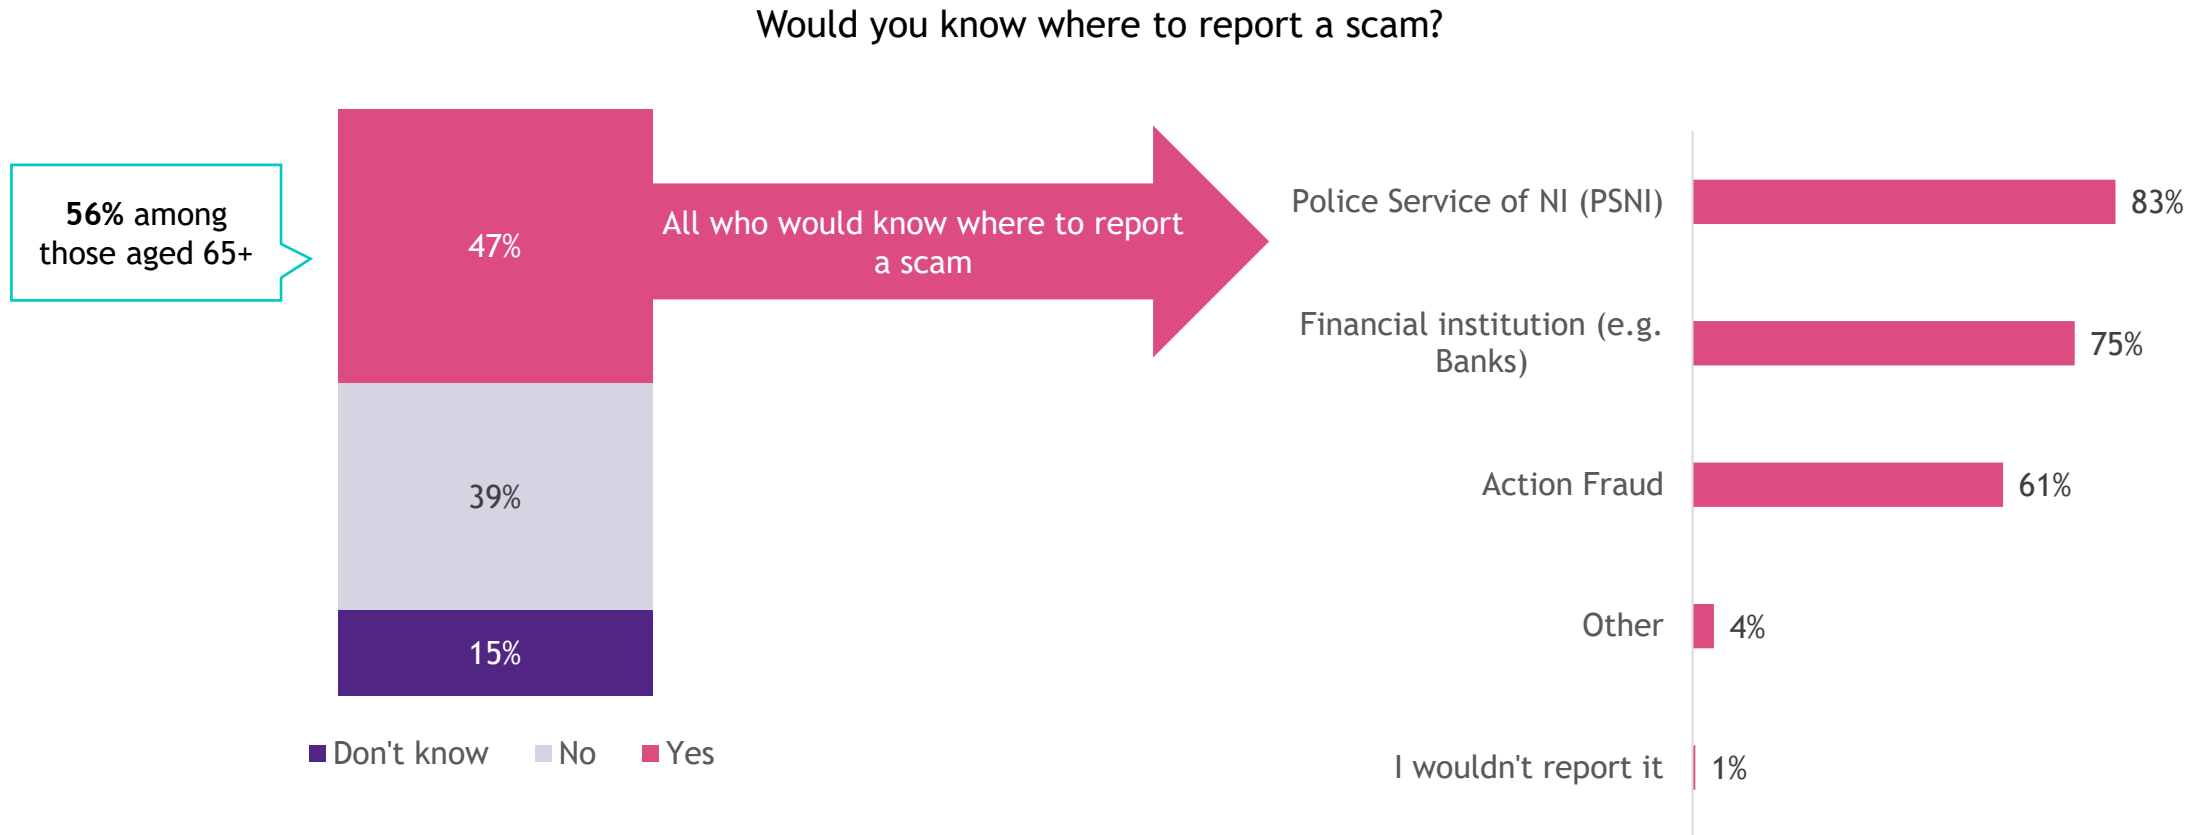 Would you know where to report a scam?
56% among
those aged 65+
47%
39%
15%
Don't know
No
Yes
All who would know where to report
a scam
Police Service of NI (PSNI)
83%
Financial institution (e.g.
Banks)
75%
Action Fraud
61%
Other
4%
I wouldn't report it
1%